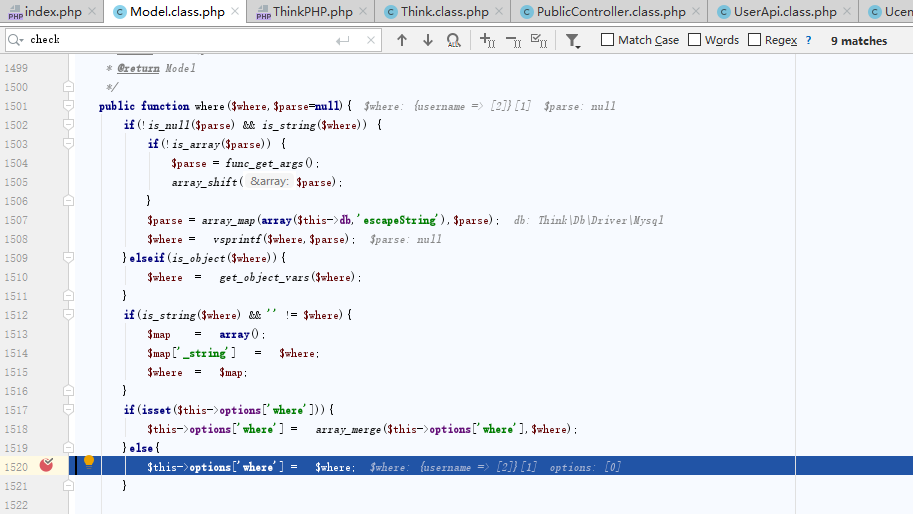 index.php Model.class.php ThinkPHP.php Think.class.php PublicController.class.php UserApi.class.php Ucen
check Match Case Words Regex ? 9 matches
1499 * @return Model
1500 */
1501 public function where($where,$parse=null){ $where: {username => [2]}[1] $parse: null
1502 if(!is_null($parse) && is_string($where)) {
1503 if(!is_array($parse)) {
1504 $parse = func_get_args();
1505 array_shift( &array: $parse);
1506 }
1507 $parse = array_map(array($this->db,'escapeString'),$parse); db: Think\Db\Driver\Mysql
1508 $where = vsprintf($where,$parse); $parse: null
1509 }elseif(is_object($where)){
1510 $where = get_object_vars($where);
1511 }
1512 if(is_string($where) && '' != $where){
1513 $map = array();
1514 $map['_string'] = $where;
1515 $where = $map;
1516 }
1517 if(isset($this->options['where'])){
1518 $this->options['where'] = array_merge($this->options['where'],$where);
1519 }else{
1520 $this->options['where'] = $where; $where: {username => [2]}[1] options: [0]
1521 }
1522